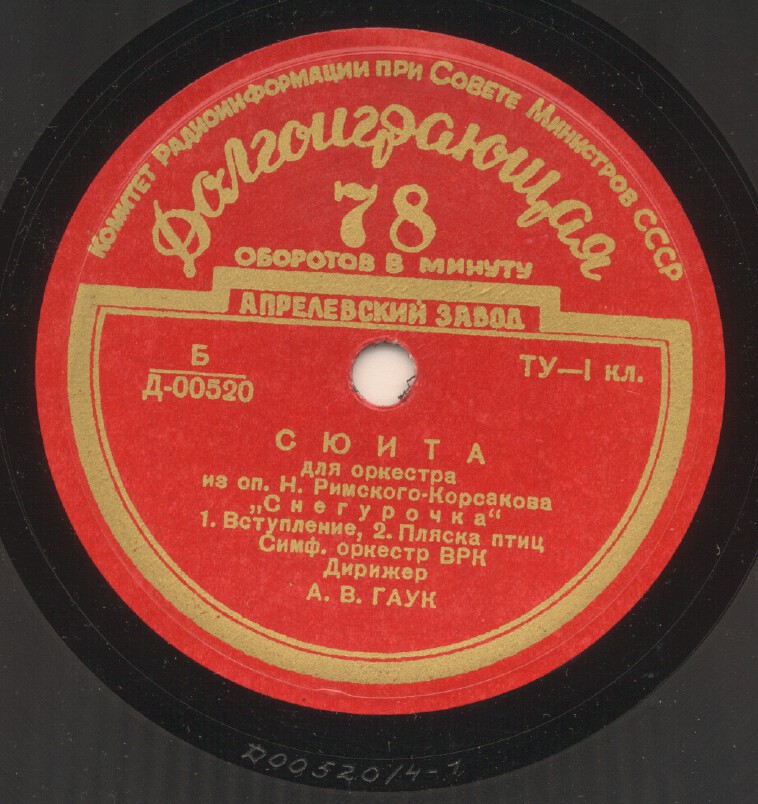 Комитет Радиоинформации при Совете Министров СССР
Долгоиграющая
78
оборотов в минуту
Апрелевский завод
Б
Д-00520
ТУ—I кл.
СЮИТА
для оркестра
из оп. Н. Римского-Корсакова
„Снегурочка“
1. Вступление, 2. Пляска птиц
Симф. оркестр ВРК
Дирижер
А. В. ГАУК
Д00520/4-1